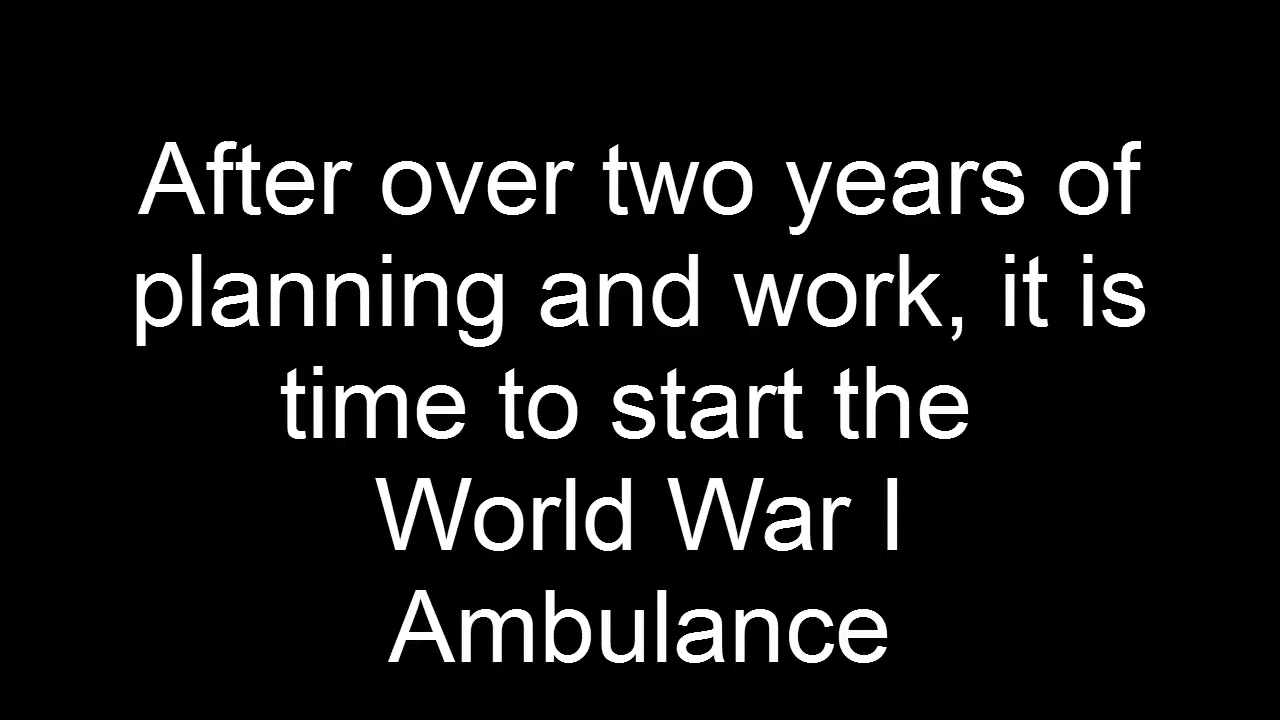 After over two years of
planning and work, it is
time to start the
World War I
Ambulance